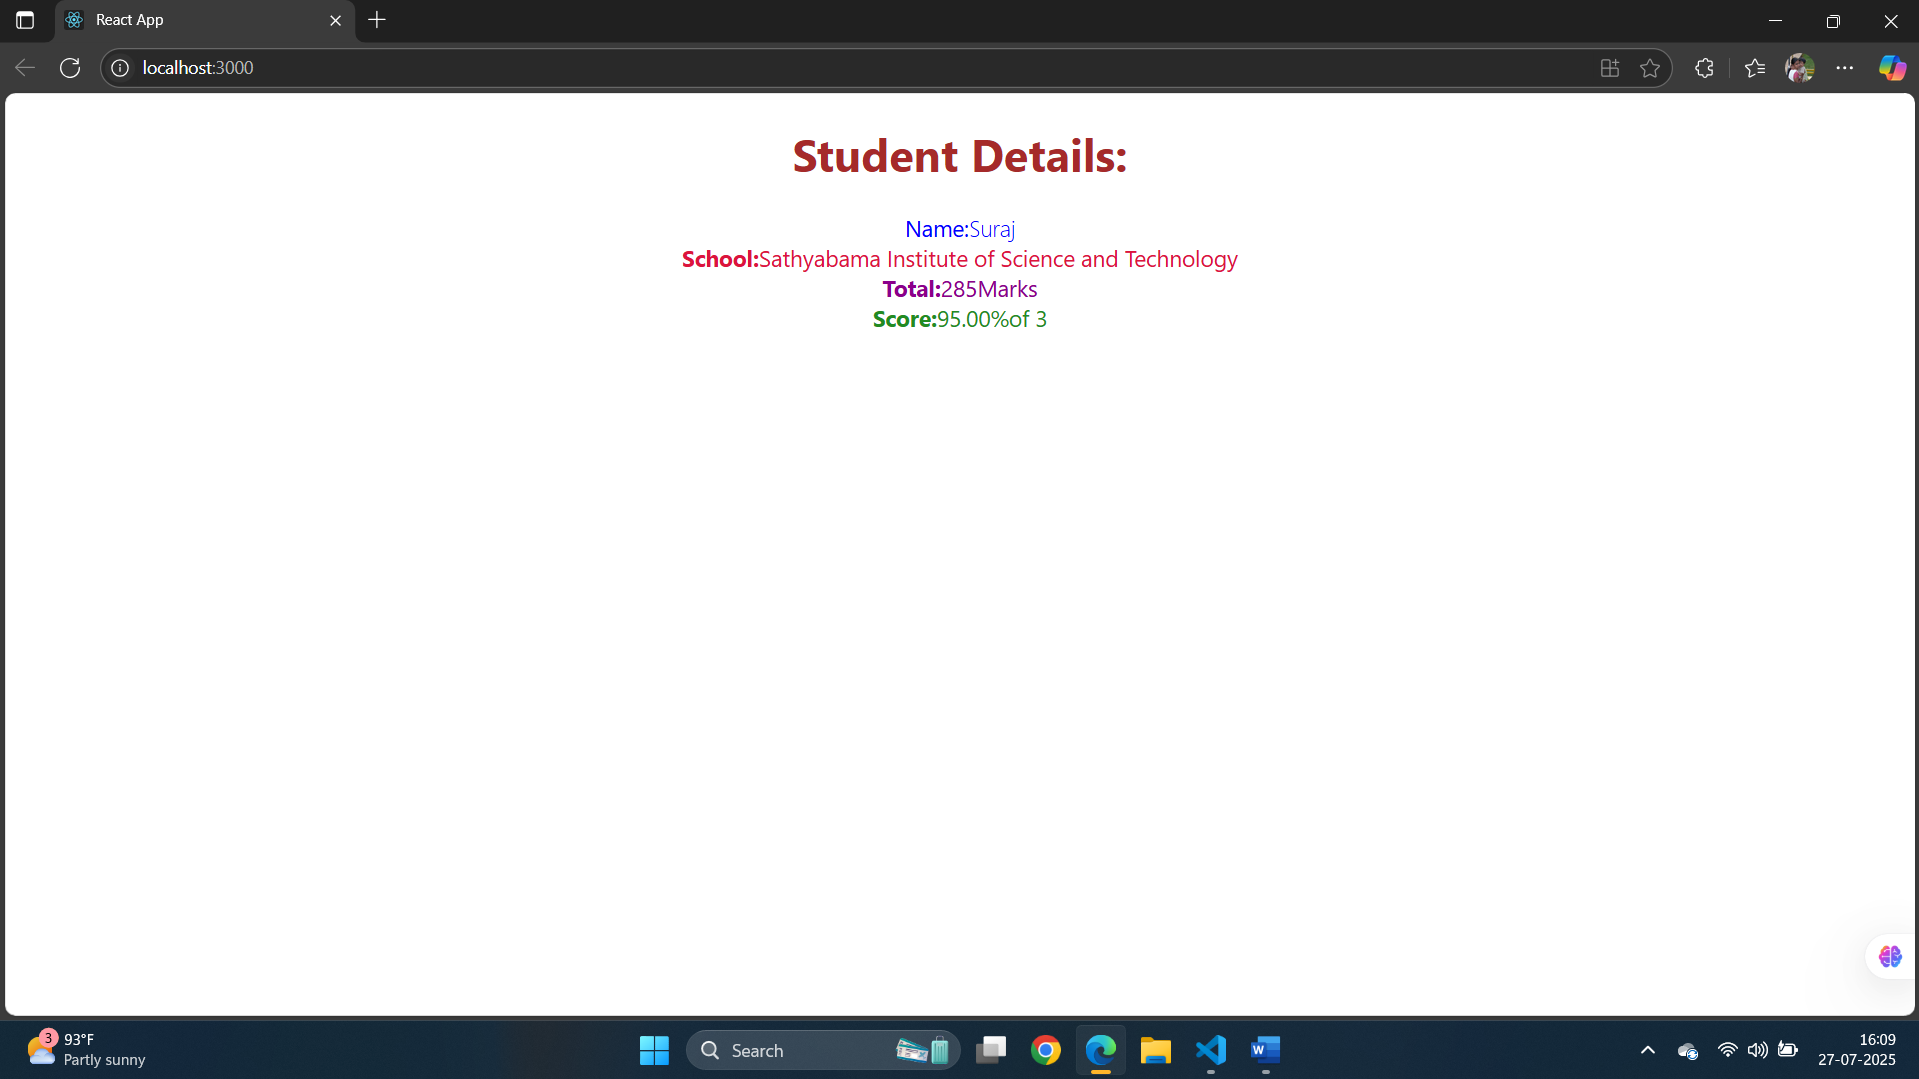 React App
localhost:3000
Student Details:
Name:Suraj
School:Sathyabama Institute of Science and Technology
Total:285Marks
Score:95.00%of 3
3
93°F
Partly sunny
Search
W
16:09
27-07-2025